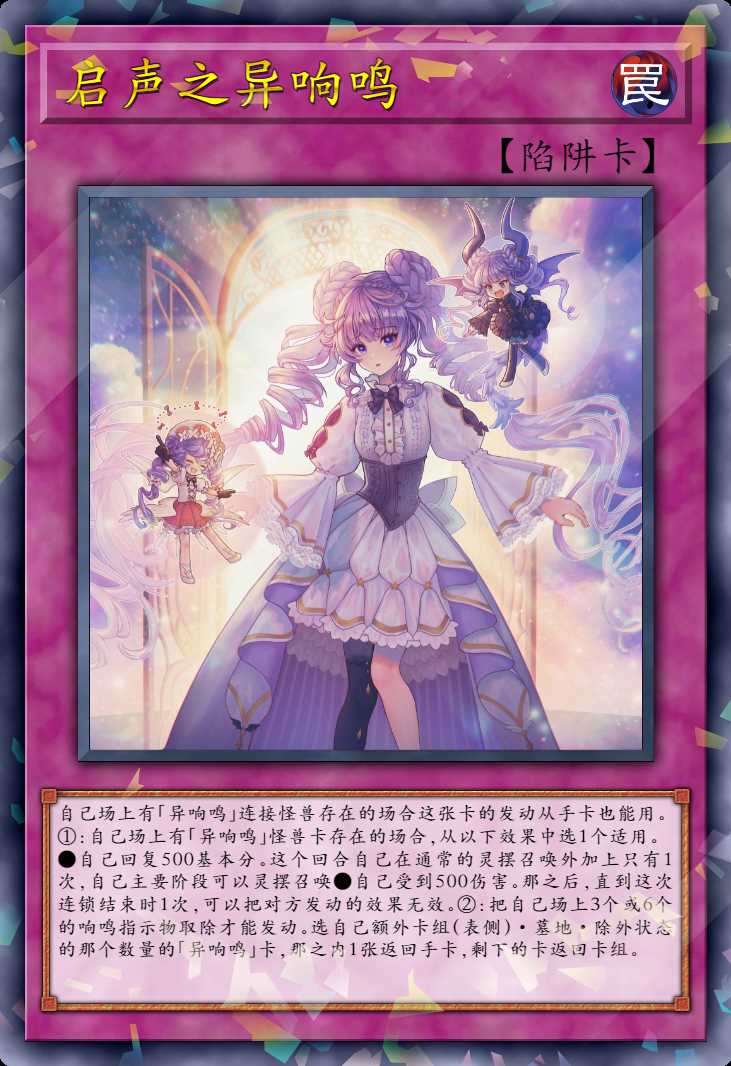 启声之异响鸣
罠
【陷阱卡】
自己场上有「异响鸣」连接怪兽存在的场合这张卡的发动从手卡也能用。
①:自己场上有「异响鸣」怪兽卡存在的场合,从以下效果中选1个适用。
●自己回复500基本分。这个回合自己在通常的灵摆召唤外加上只有1
次,自己主要阶段可以灵摆召唤●自己受到500伤害。那之后,直到这次
连锁结束时1次,可以把对方发动的效果无效。②:把自己场上3个或6个
的响鸣指示物取除才能发动。选自己额外卡组(表侧)・墓地・除外状态
的那个数量的「异响鸣」卡,那之内1张返回手卡,剩下的卡返回卡组。